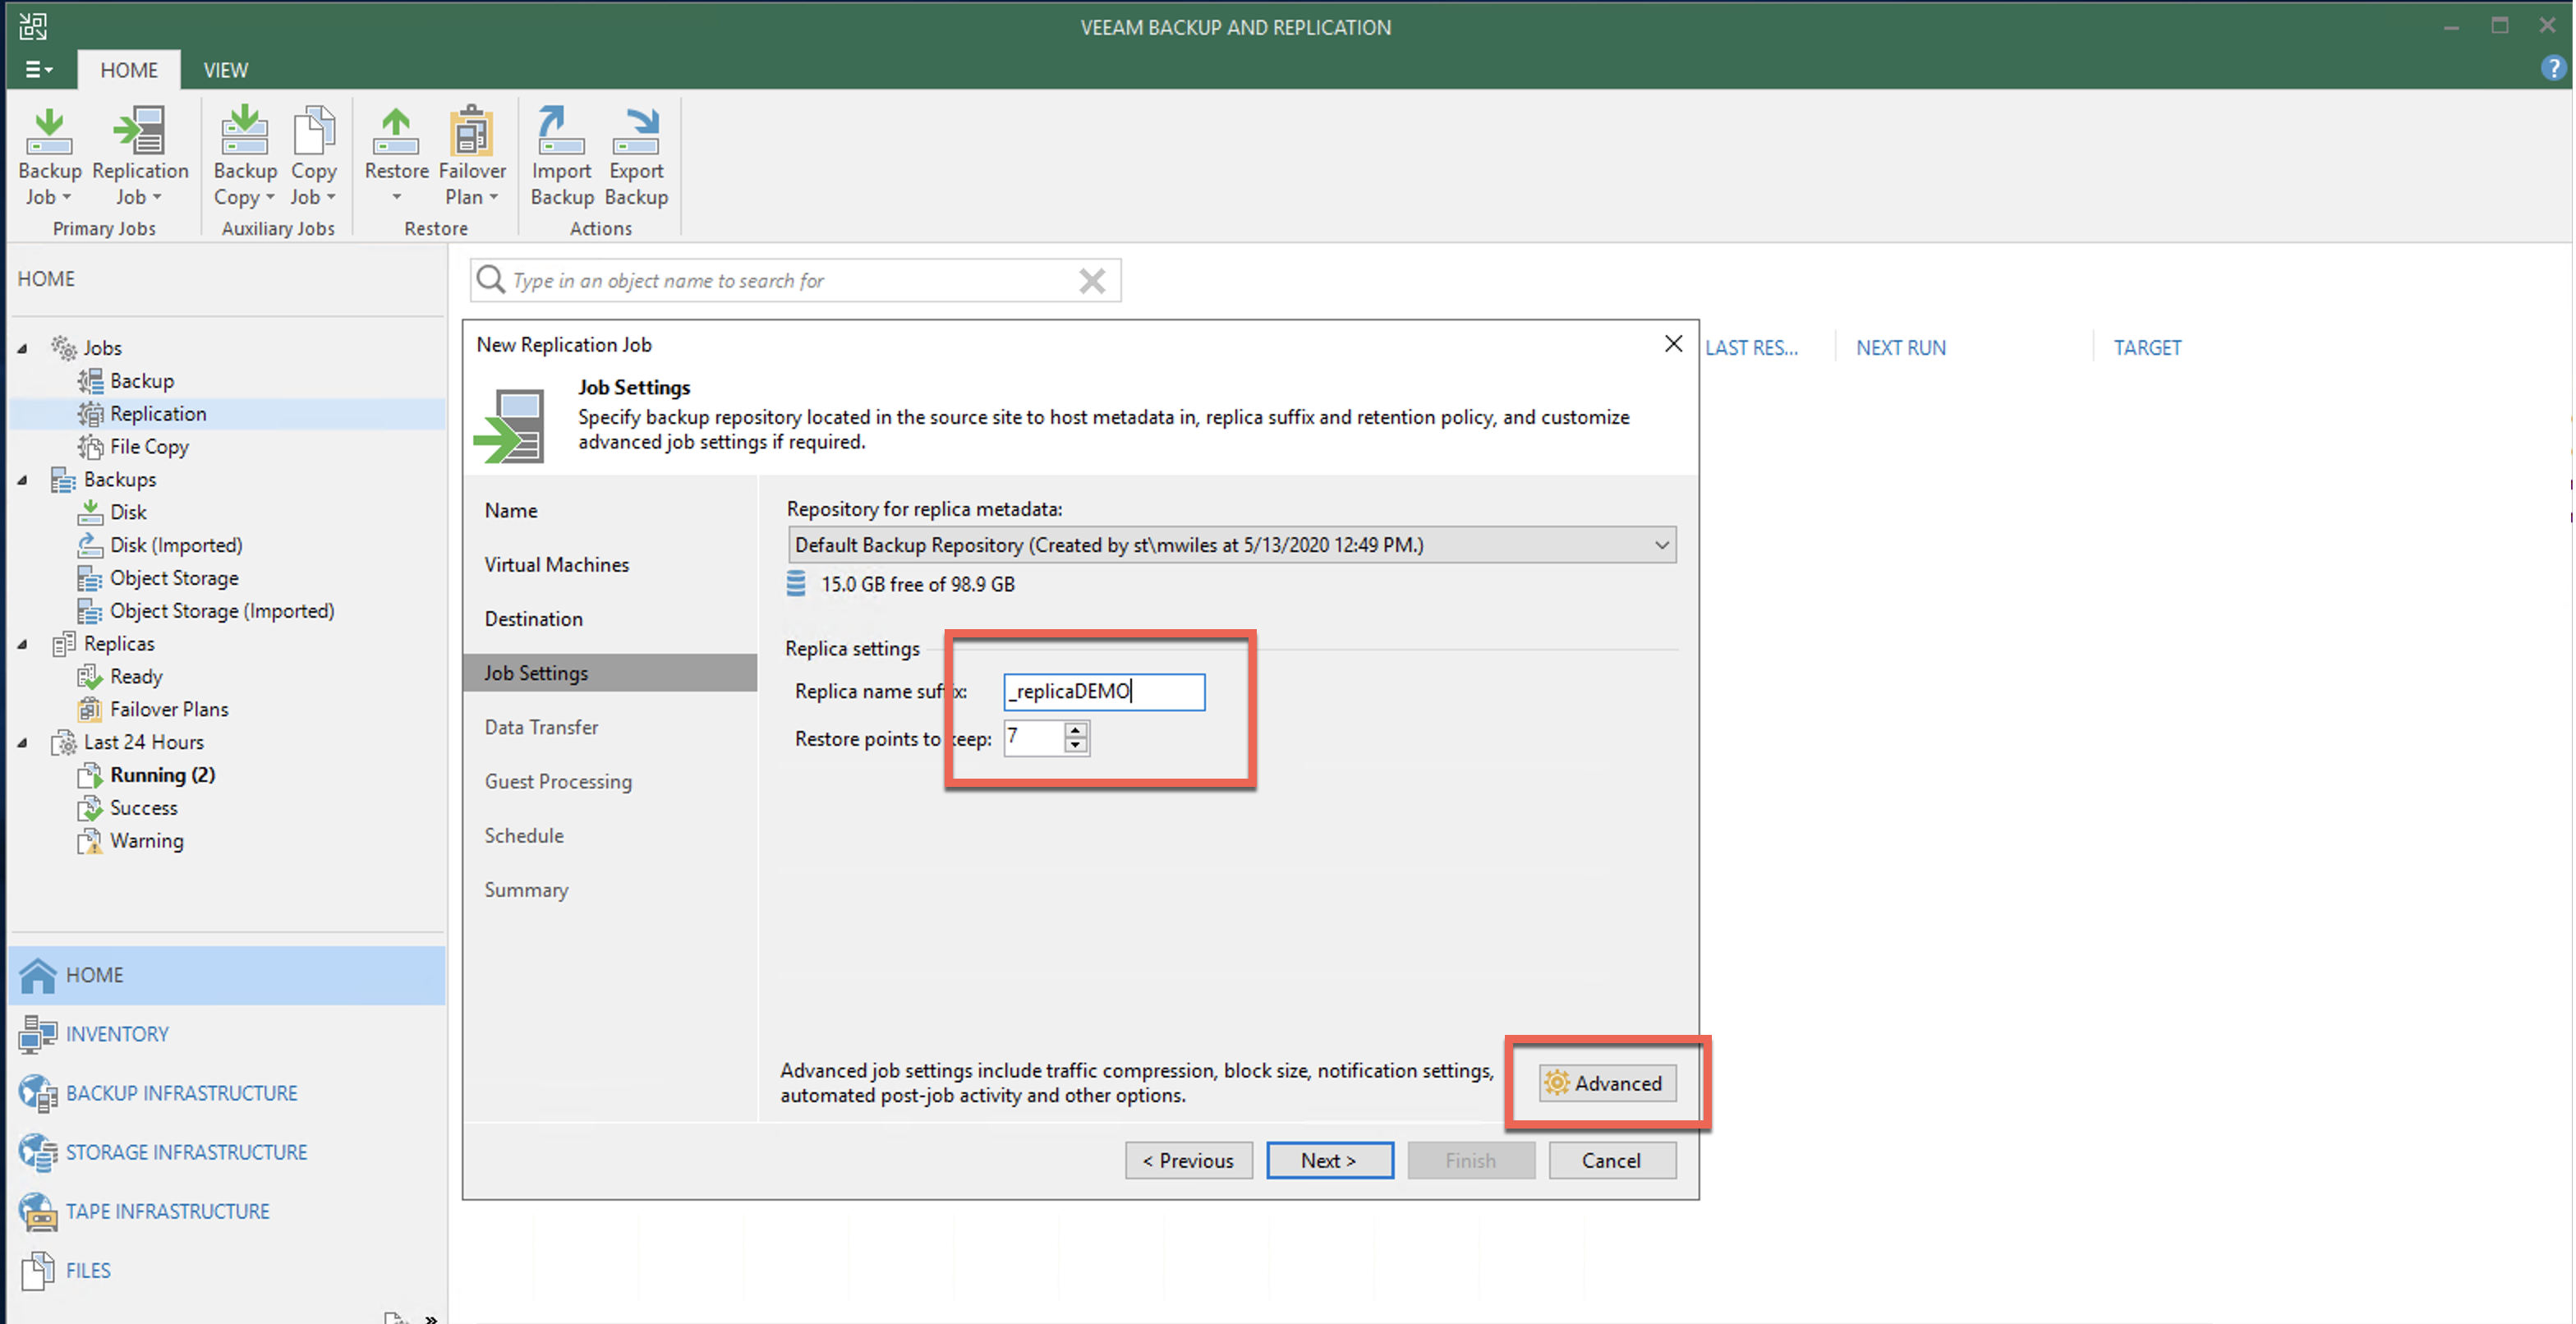 VEEAM BACKUP AND REPLICATION
HOME
VIEW
?
Backup
Job
Replication
Job
Primary Jobs
Backup
Copy
Copy
Job
Auxiliary Jobs
Restore
Failover
Plan
Restore
Import
Backup
Export
Backup
Actions
HOME
Jobs
Backup
Replication
File Copy
Backups
Disk
Disk (Imported)
Object Storage
Object Storage (Imported)
Replicas
Ready
Failover Plans
Last 24 Hours
Running (2)
Success
Warning
HOME
INVENTORY
BACKUP INFRASTRUCTURE
STORAGE INFRASTRUCTURE
TAPE INFRASTRUCTURE
FILES
»
Type in an object name to search for
LAST RES...
NEXT RUN
TARGET
New Replication Job
Job Settings
Specify backup repository located in the source site to host metadata in, replica suffix and retention policy, and customize
advanced job settings if required.
Name
Virtual Machines
Destination
Job Settings
Data Transfer
Guest Processing
Schedule
Summary
Repository for replica metadata:
Default Backup Repository (Created by st\mwiles at 5/13/2020 12:49 PM.)
15.0 GB free of 98.9 GB
Replica settings
Replica name suffix: _replicaDEMO
Restore points to keep: 7
Advanced job settings include traffic compression, block size, notification settings,
automated post-job activity and other options.
Advanced
< Previous
Next >
Finish
Cancel